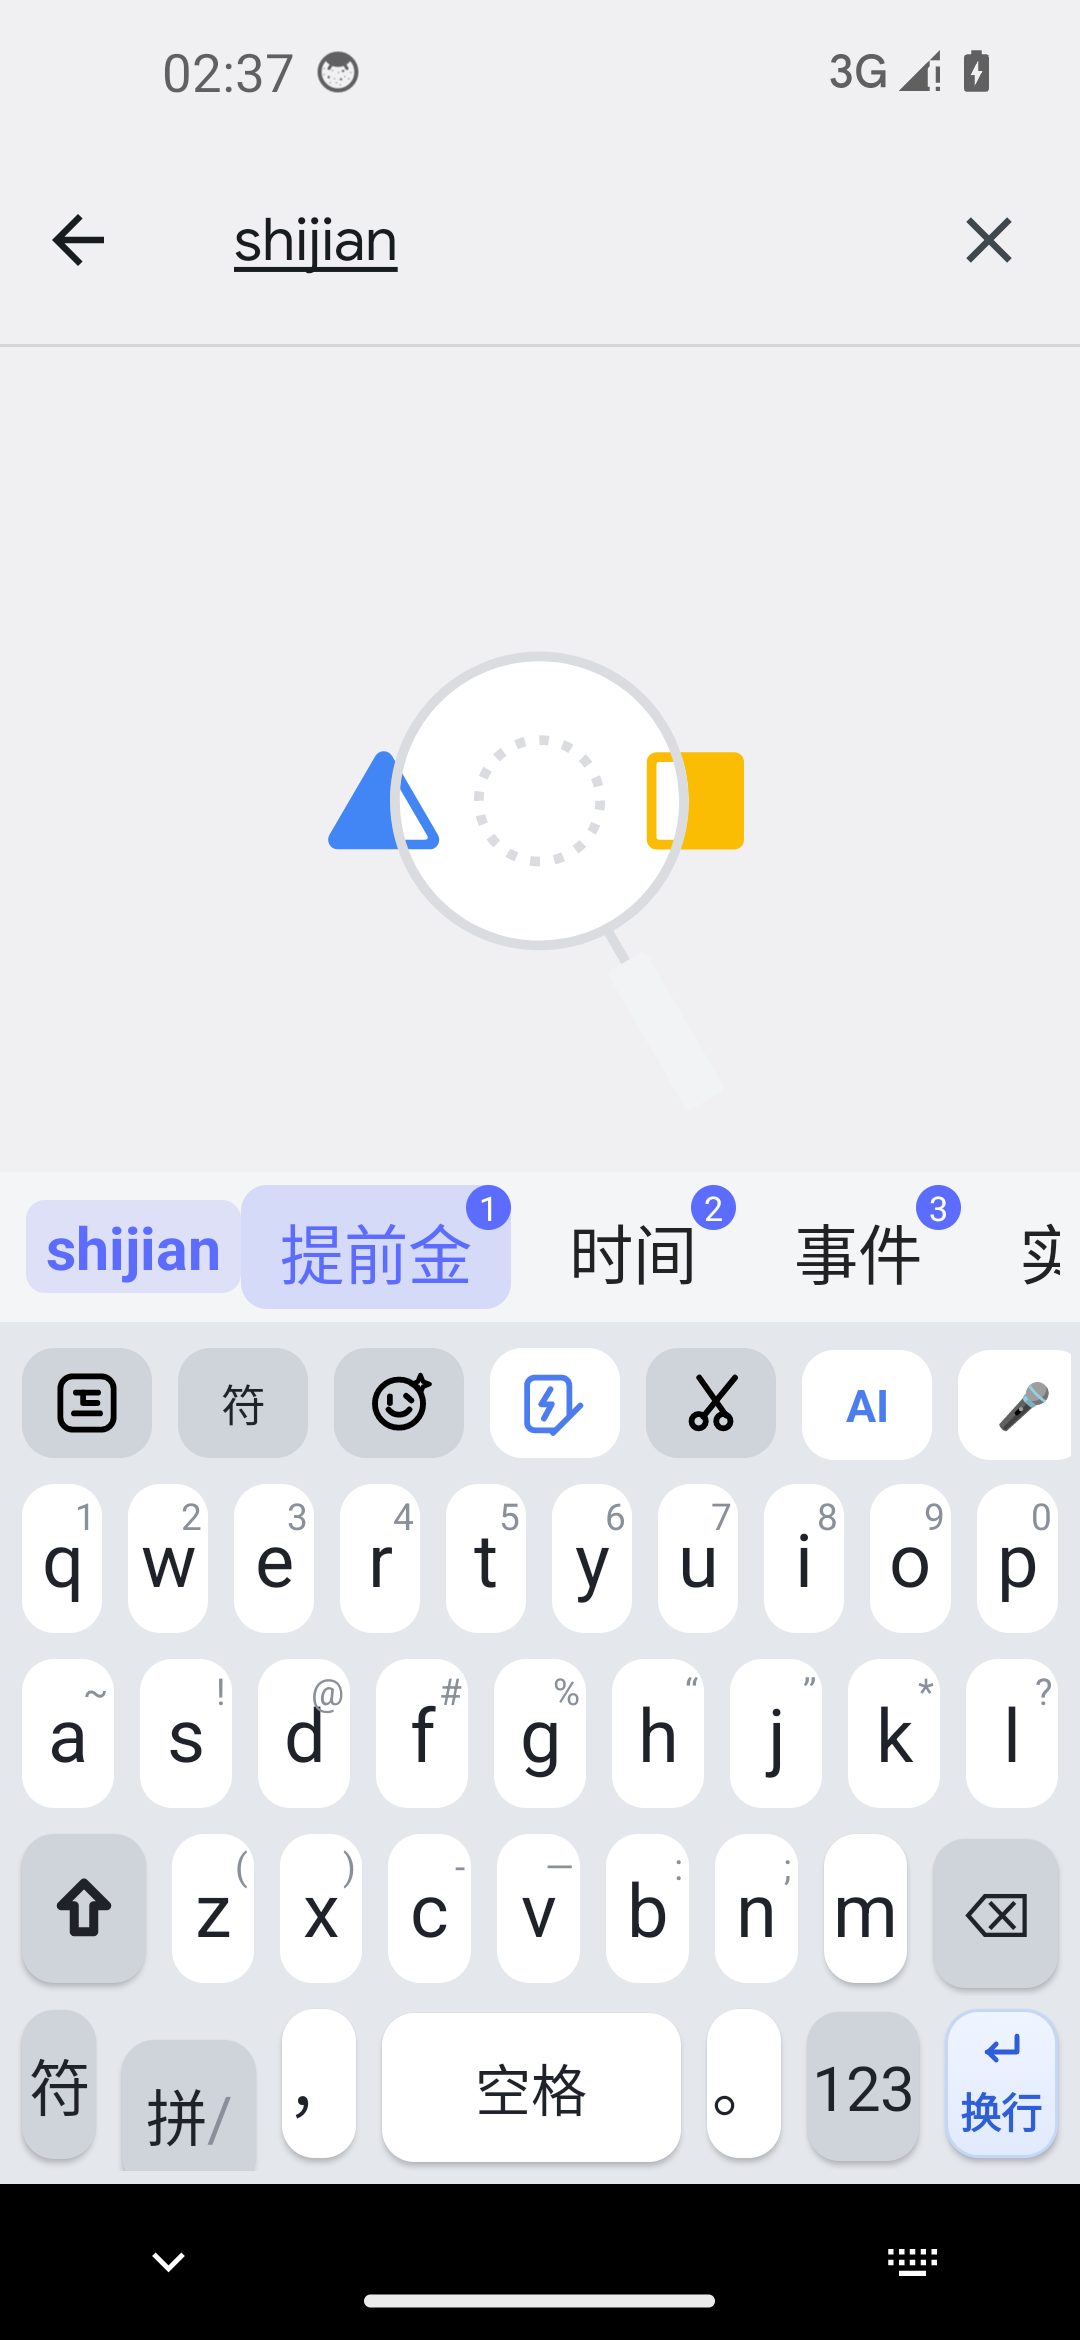 02:37 3G
shijian
shijian 提前金 1 时间 2 事件 3
符 AI
q 1 w 2 e 3 r 4 t 5 y 6 u 7 i 8 o 9 p 0
a ~ s ! d @ f # g % h “ j ” k * l ?
z ( x ) c - v — b : n ; m
符 拼/ ， 空格 。 123 换行